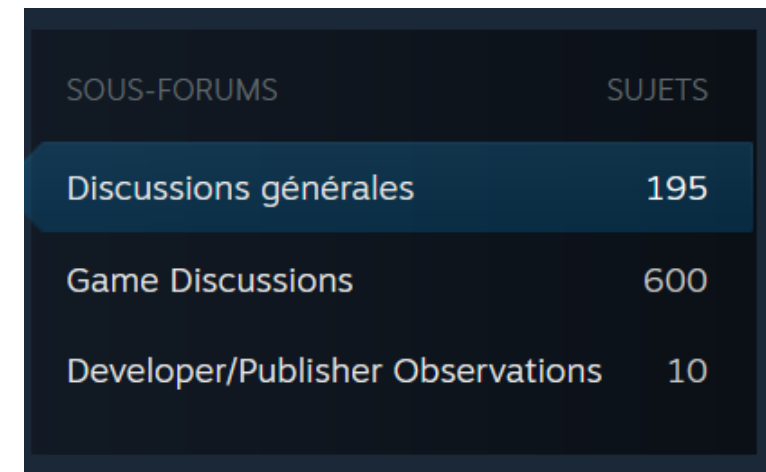 SOUS-FORUMS SUJETS
Discussions générales 195
Game Discussions 600
Developer/Publisher Observations 10